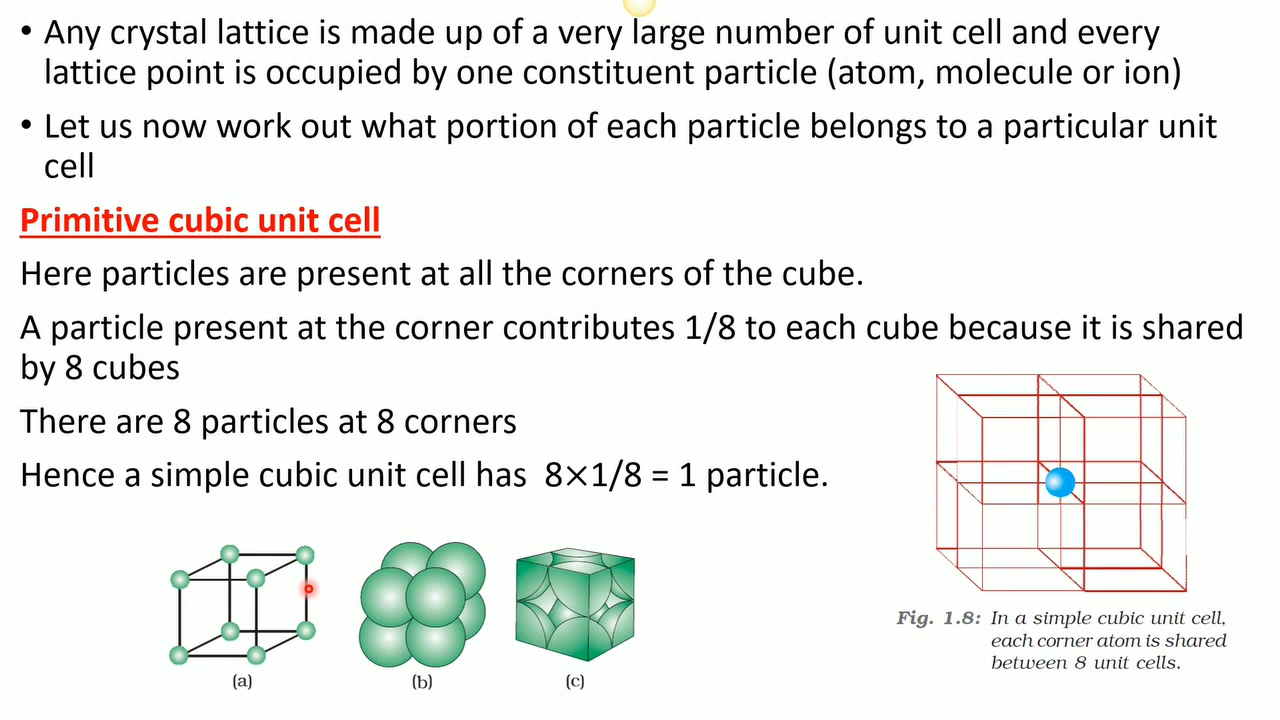 • Any crystal lattice is made up of a very large number of unit cell and every
lattice point is occupied by one constituent particle (atom, molecule or ion)
• Let us now work out what portion of each particle belongs to a particular unit
cell
Primitive cubic unit cell
Here particles are present at all the corners of the cube.
A particle present at the corner contributes 1/8 to each cube because it is shared
by 8 cubes
There are 8 particles at 8 corners
Hence a simple cubic unit cell has 8×1/8 = 1 particle.
(a)
(b)
(c)
Fig. 1.8: In a simple cubic unit cell,
each corner atom is shared
between 8 unit cells.